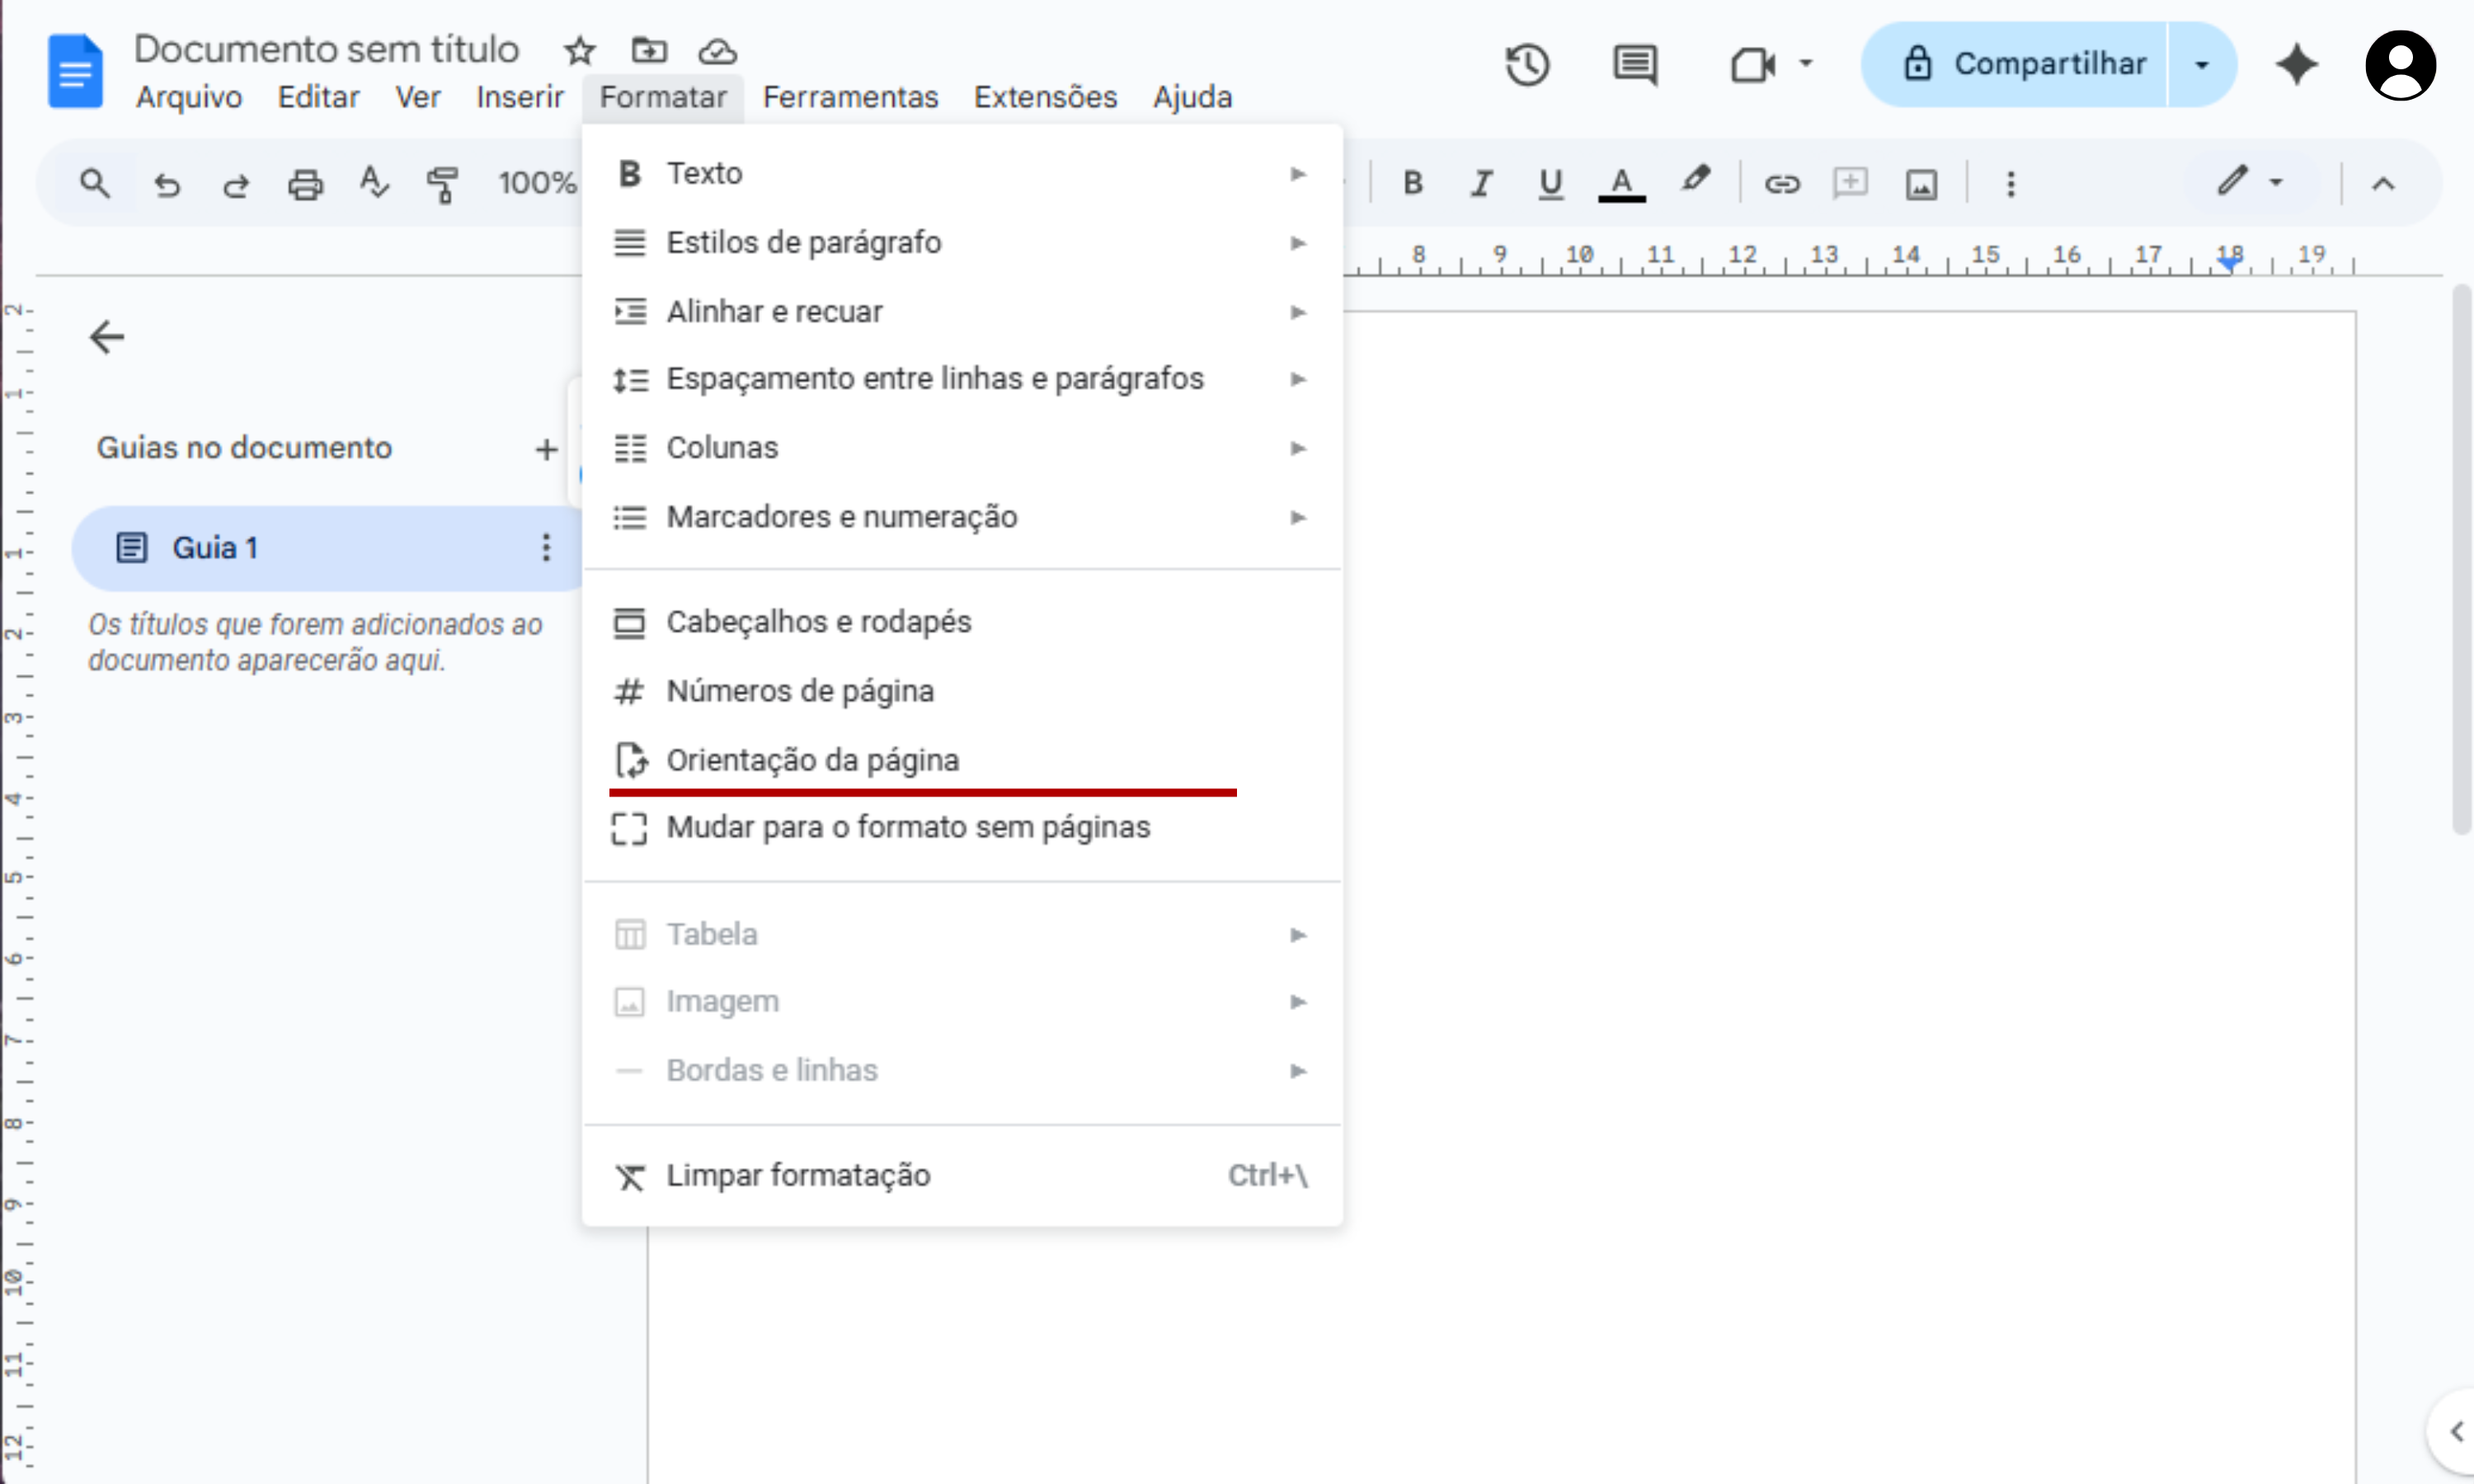 Documento sem título
Compartilhar
Arquivo Editar Ver Inserir Formatar Ferramentas Extensões Ajuda
100%
B I U A
8 9 10 11 12 13 14 15 16 17 18 19
Texto
Estilos de parágrafo
Alinhar e recuar
Espaçamento entre linhas e parágrafos
Colunas
Marcadores e numeração
Cabeçalhos e rodapés
Números de página
Orientação da página
Mudar para o formato sem páginas
Tabela
Imagem
Bordas e linhas
Limpar formatação Ctrl+\
Guias no documento
Guia 1
Os títulos que forem adicionados ao
documento aparecerão aqui.
2
1
1
2
3
4
5
6
7
8
9
10
11
12